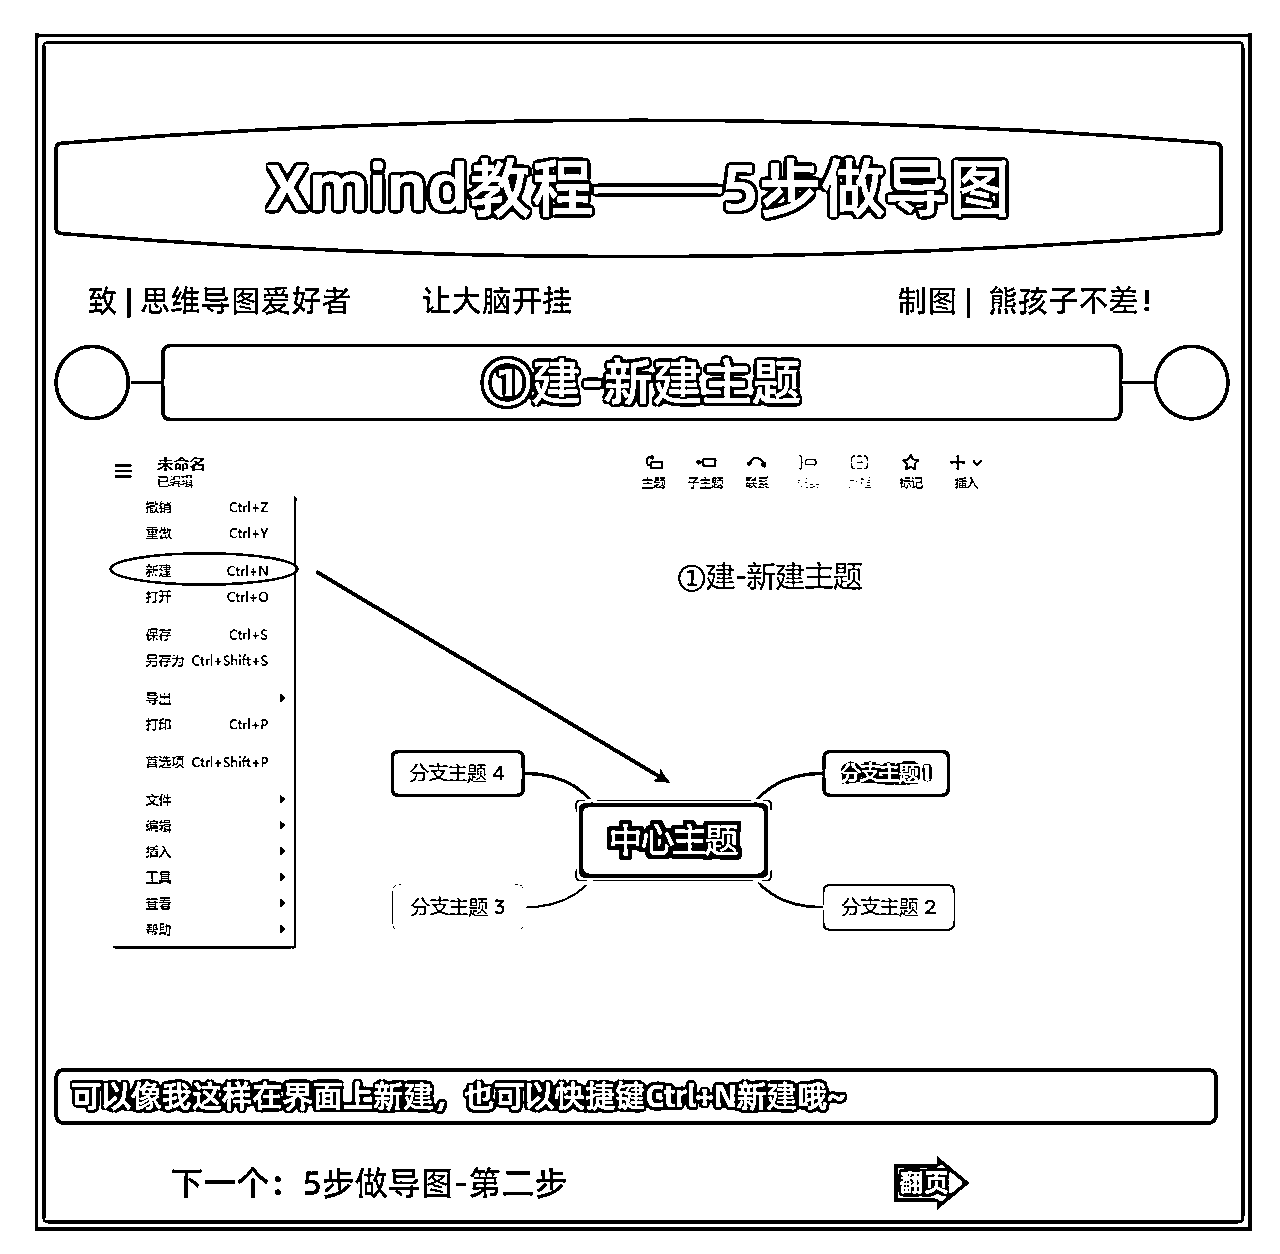 Xmind教程——5步做导图
致 | 思维导图爱好者 让大脑开挂 制图 | 熊孩子不差!
①建-新建主题
未命名
已编辑
主题 子主题 联系 标记 插入
撤销 Ctrl+Z
重做 Ctrl+Y
新建 Ctrl+N
打开 Ctrl+O
保存 Ctrl+S
另存为 Ctrl+Shift+S
导出
打印 Ctrl+P
首选项 Ctrl+Shift+P
文件
编辑
插入
工具
查看
帮助
①建-新建主题
分支主题 4
分支主题 1
中心主题
分支主题 3
分支主题 2
可以像我这样在界面上新建，也可以快捷键Ctrl+N新建哦~
下一个：5步做导图-第二步
翻页